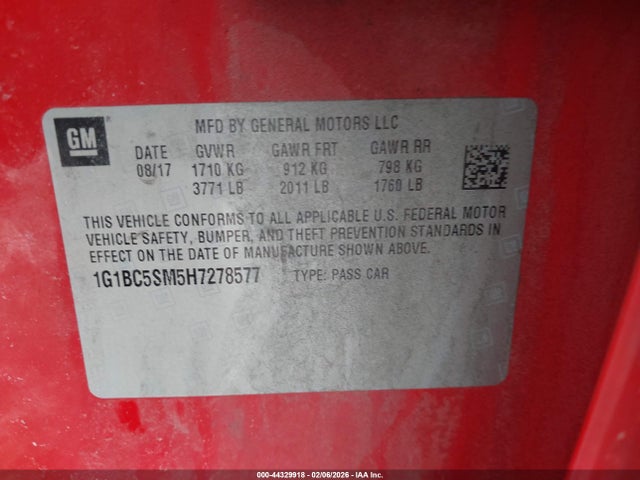 GM
MFD BY GENERAL MOTORS LLC
DATE GVWR GAWR FRT GAWR RR
08/17 1710 KG 912 KG 798 KG
3771 LB 2011 LB 1760 LB
THIS VEHICLE CONFORMS TO ALL APPLICABLE U.S. FEDERAL MOTOR
VEHICLE SAFETY, BUMPER, AND THEFT PREVENTION STANDARDS IN
EFFECT ON THE DATE OF MANUFACTURE SHOWN ABOVE.
1G1BC5SM5H7278577 TYPE: PASS CAR
000-44329918 - 02/06/2026 - IAA Inc.